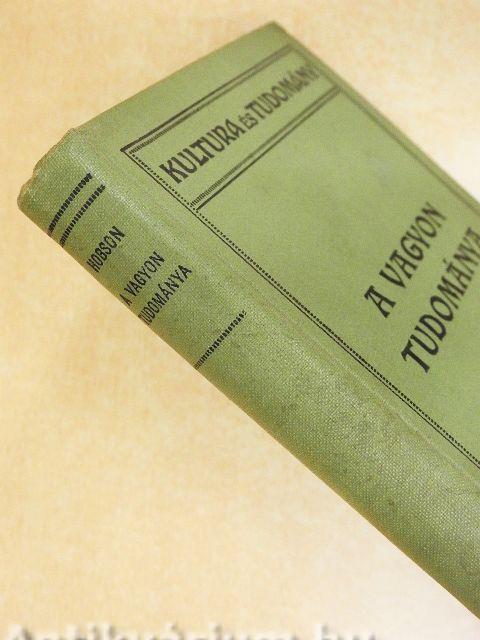 KULTURA ÉS TUDOMÁNY
A VAGYON
TUDOMÁNYA
HOBSON
A VAGYON
TUDOMÁNYA